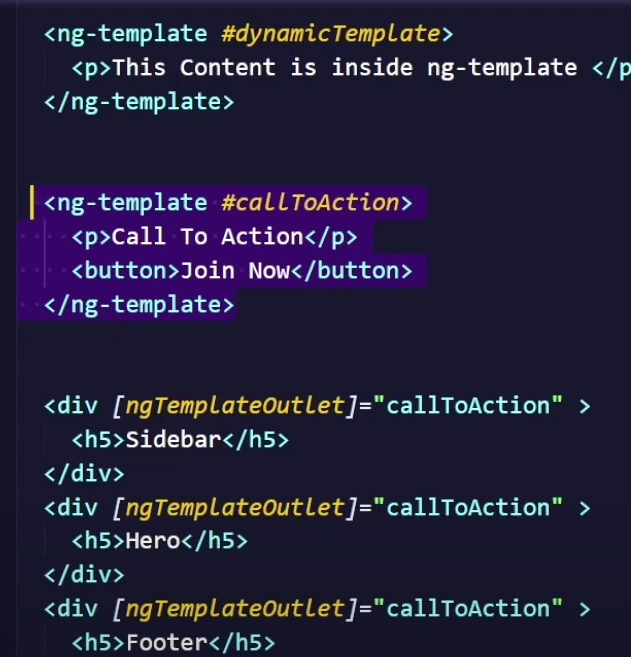 <ng-template #dynamicTemplate>
<p>This Content is inside ng-template </p
</ng-template>
<ng-template #callToAction>
<p>Call To Action</p>
<button>Join Now</button>
</ng-template>
<div [ngTemplateOutlet]="callToAction" >
<h5>Sidebar</h5>
</div>
<div [ngTemplateOutlet]="callToAction" >
<h5>Hero</h5>
</div>
<div [ngTemplateOutlet]="callToAction" >
<h5>Footer</h5>